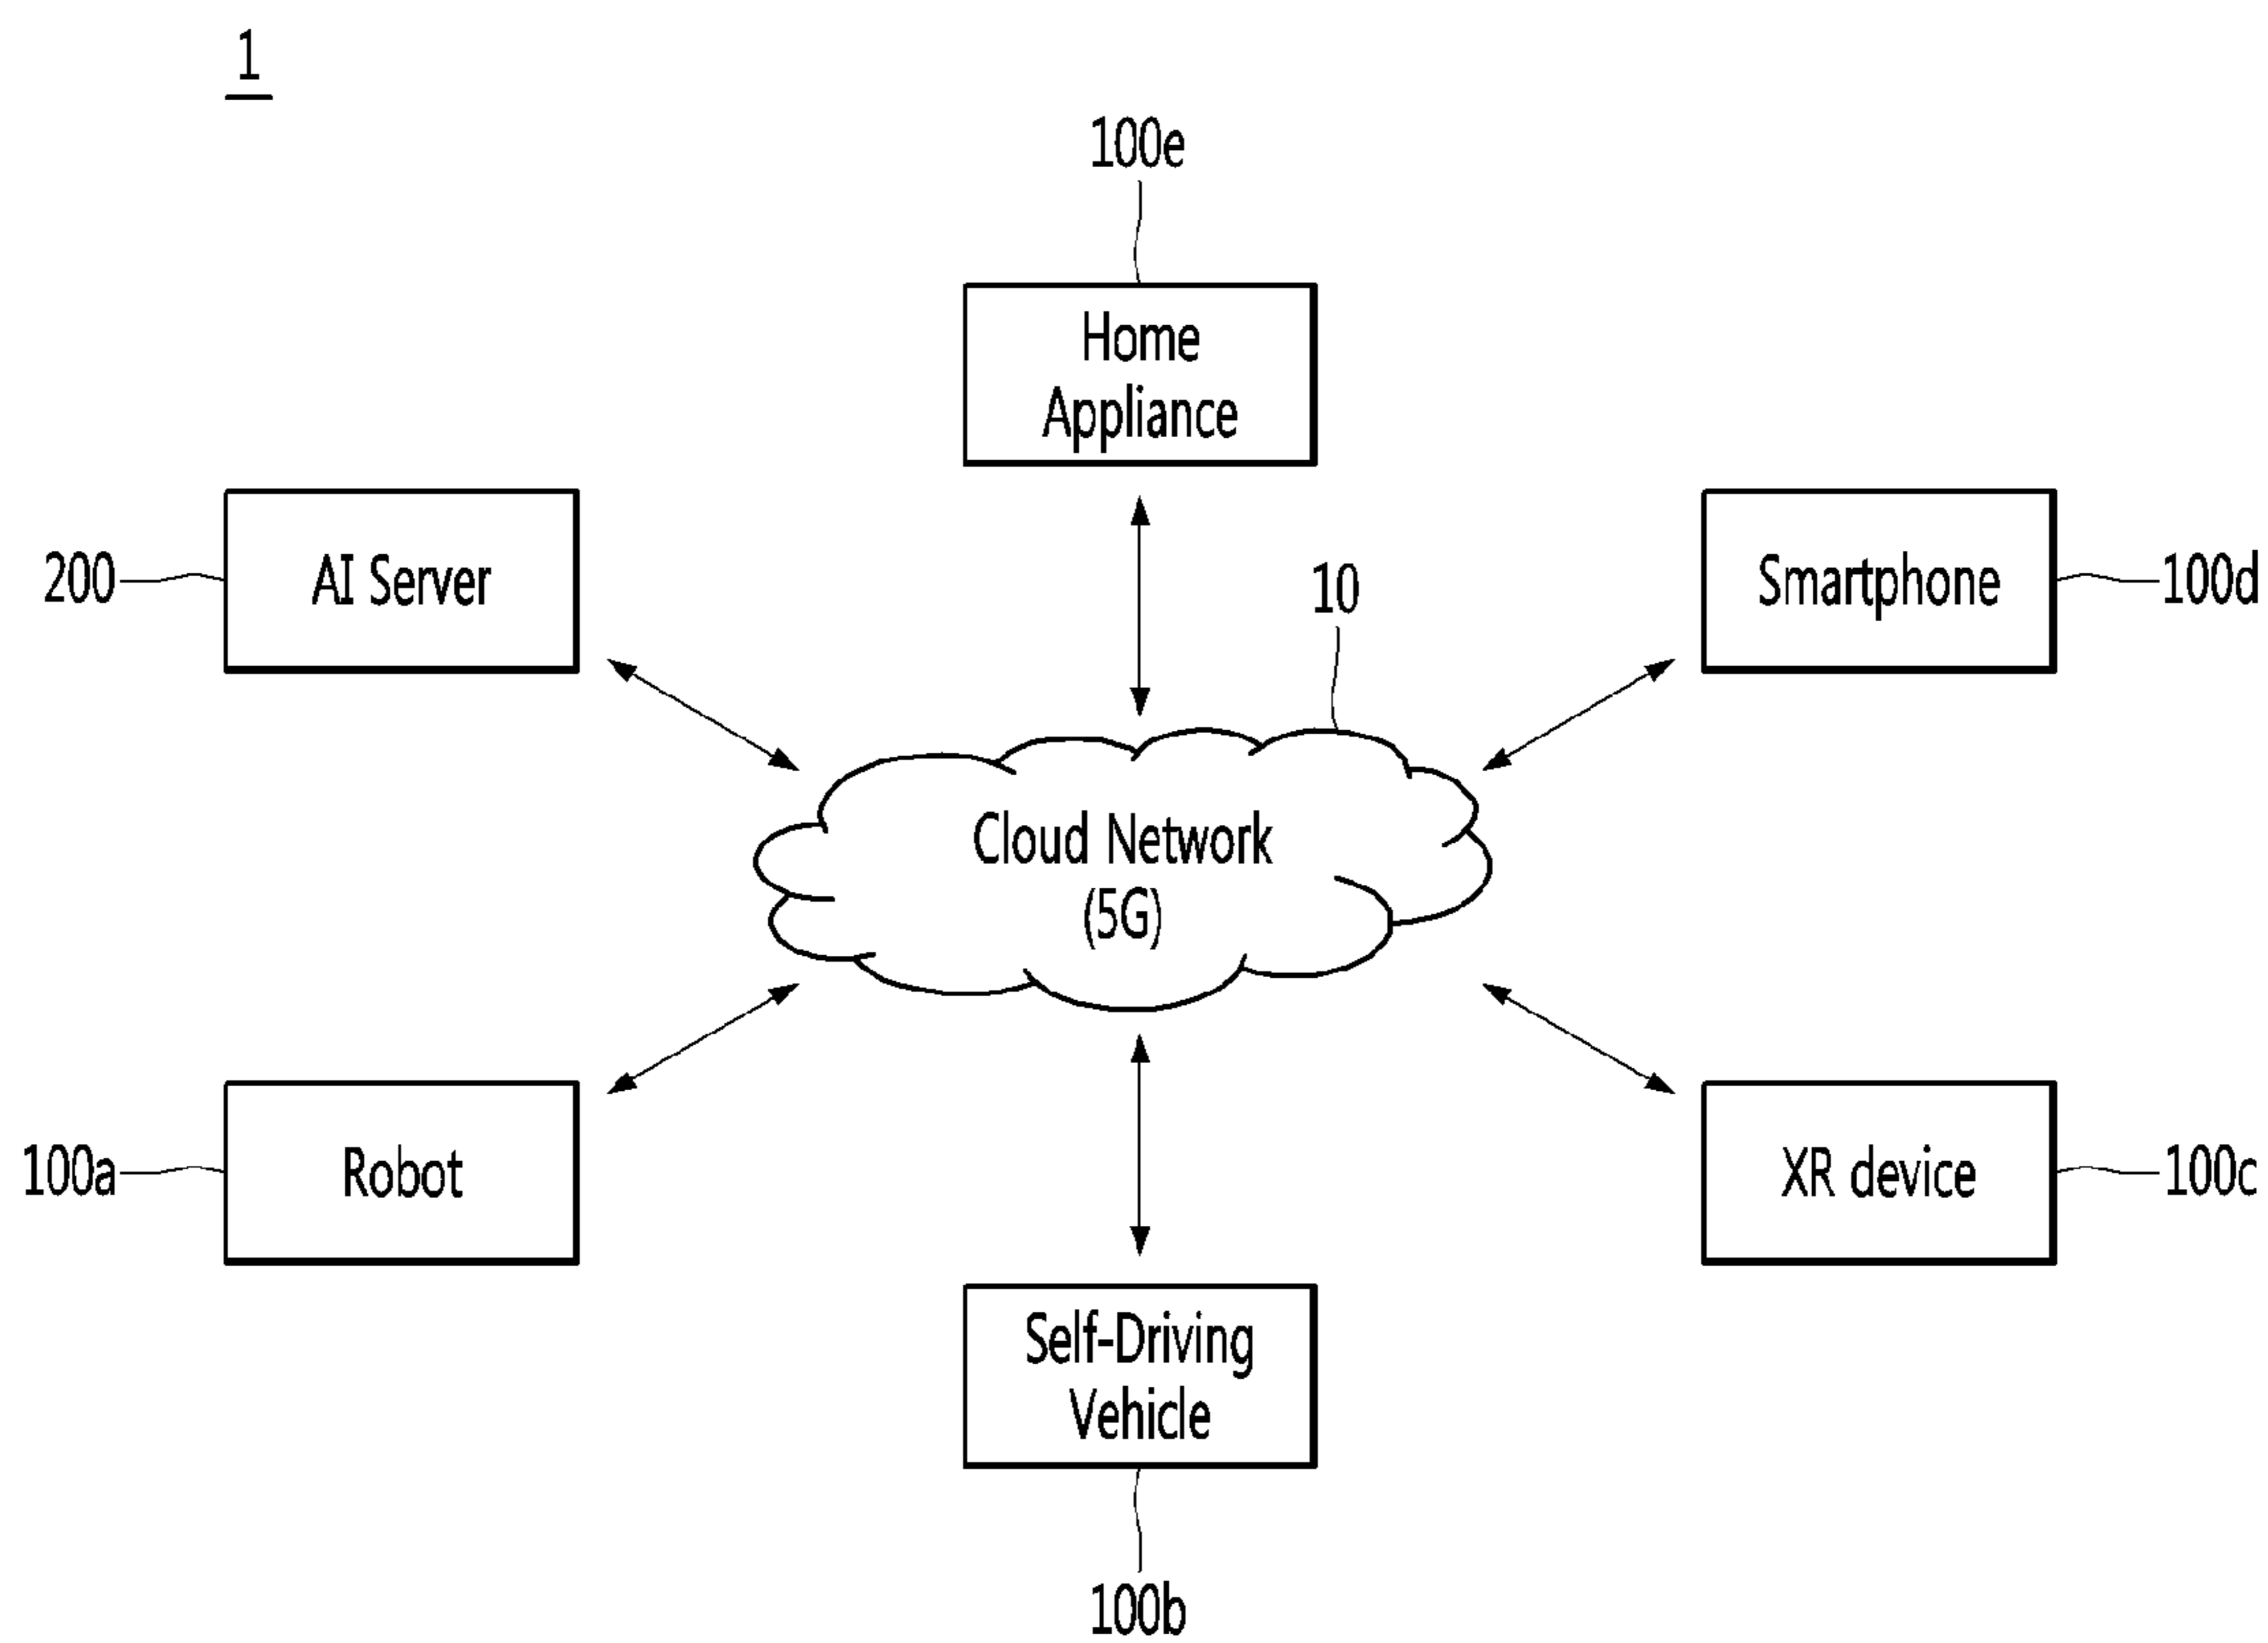 1
100e
Home
Appliance
200
AI Server
Smartphone
100d
10
Cloud Network
(5G)
100a
Robot
XR device
100c
Self-Driving
Vehicle
100b